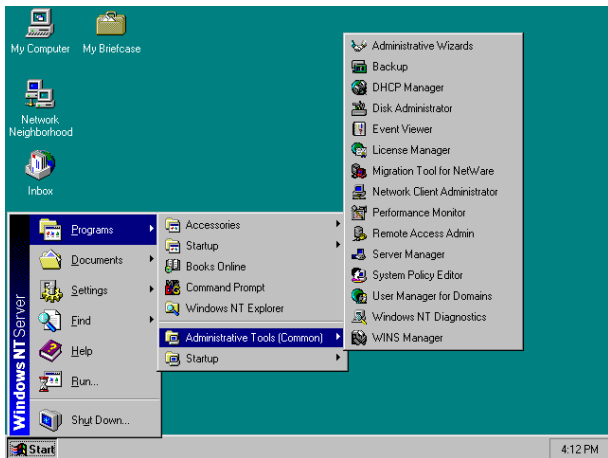 My Computer
My Briefcase
Network
Neighborhood
Inbox
Windows NT Server
Programs
Documents
Settings
Find
Help
Run...
Shut Down...
Accessories
Startup
Books Online
Command Prompt
Windows NT Explorer
Administrative Tools (Common)
Startup
Administrative Wizards
Backup
DHCP Manager
Disk Administrator
Event Viewer
License Manager
Migration Tool for NetWare
Network Client Administrator
Performance Monitor
Remote Access Admin
Server Manager
System Policy Editor
User Manager for Domains
Windows NT Diagnostics
WINS Manager
Start
4:12 PM